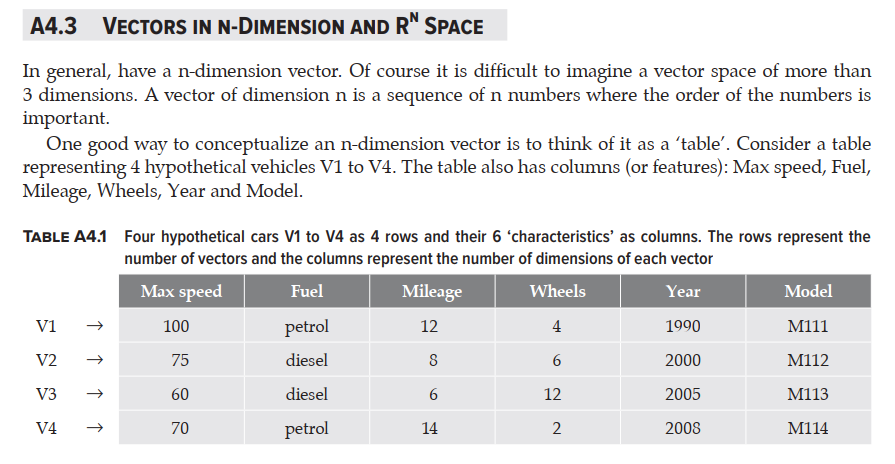 A4.3 VECTORS IN N-DIMENSION AND Rᴺ SPACE
In general, have a n-dimension vector. Of course it is difficult to imagine a vector space of more than
3 dimensions. A vector of dimension n is a sequence of n numbers where the order of the numbers is
important.
One good way to conceptualize an n-dimension vector is to think of it as a ‘table’. Consider a table
representing 4 hypothetical vehicles V1 to V4. The table also has columns (or features): Max speed, Fuel,
Mileage, Wheels, Year and Model.
TABLE A4.1 Four hypothetical cars V1 to V4 as 4 rows and their 6 ‘characteristics’ as columns. The rows represent the
number of vectors and the columns represent the number of dimensions of each vector
Max speed Fuel Mileage Wheels Year Model
V1 → 100 petrol 12 4 1990 M111
V2 → 75 diesel 8 6 2000 M112
V3 → 60 diesel 6 12 2005 M113
V4 → 70 petrol 14 2 2008 M114